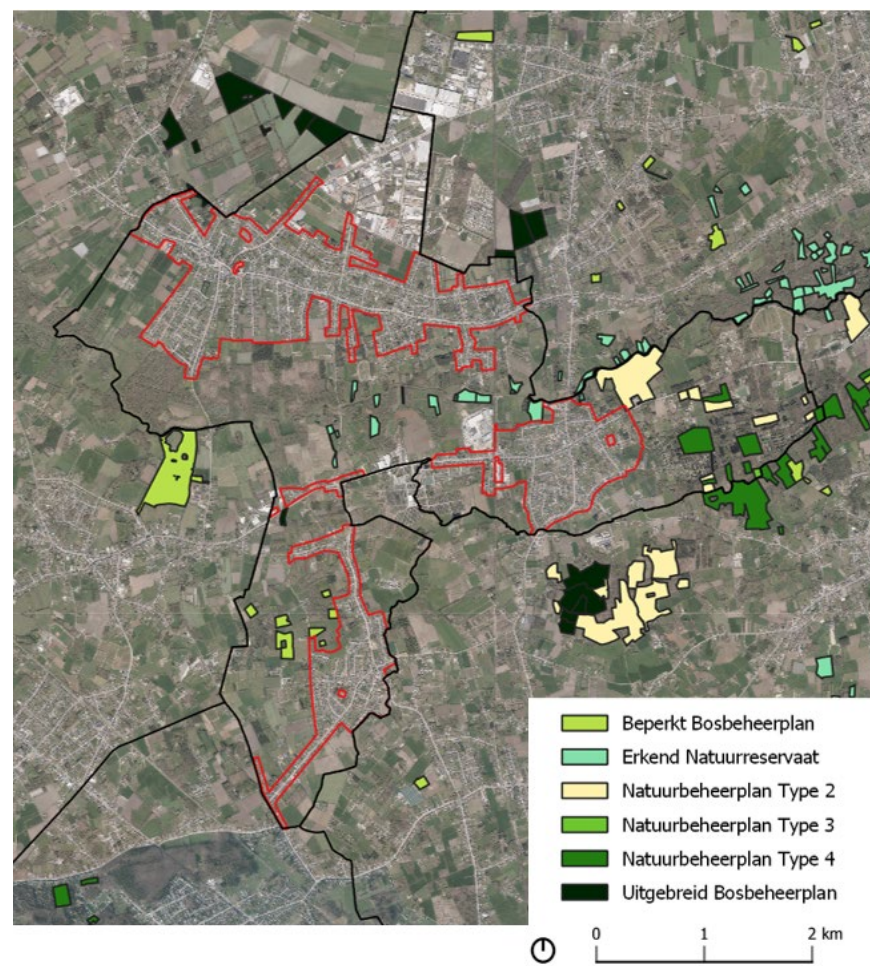 Beperkt Bosbeheerplan
Erkend Natuurreservaat
Natuurbeheerplan Type 2
Natuurbeheerplan Type 3
Natuurbeheerplan Type 4
Uitgebreid Bosbeheerplan
0 1 2 km